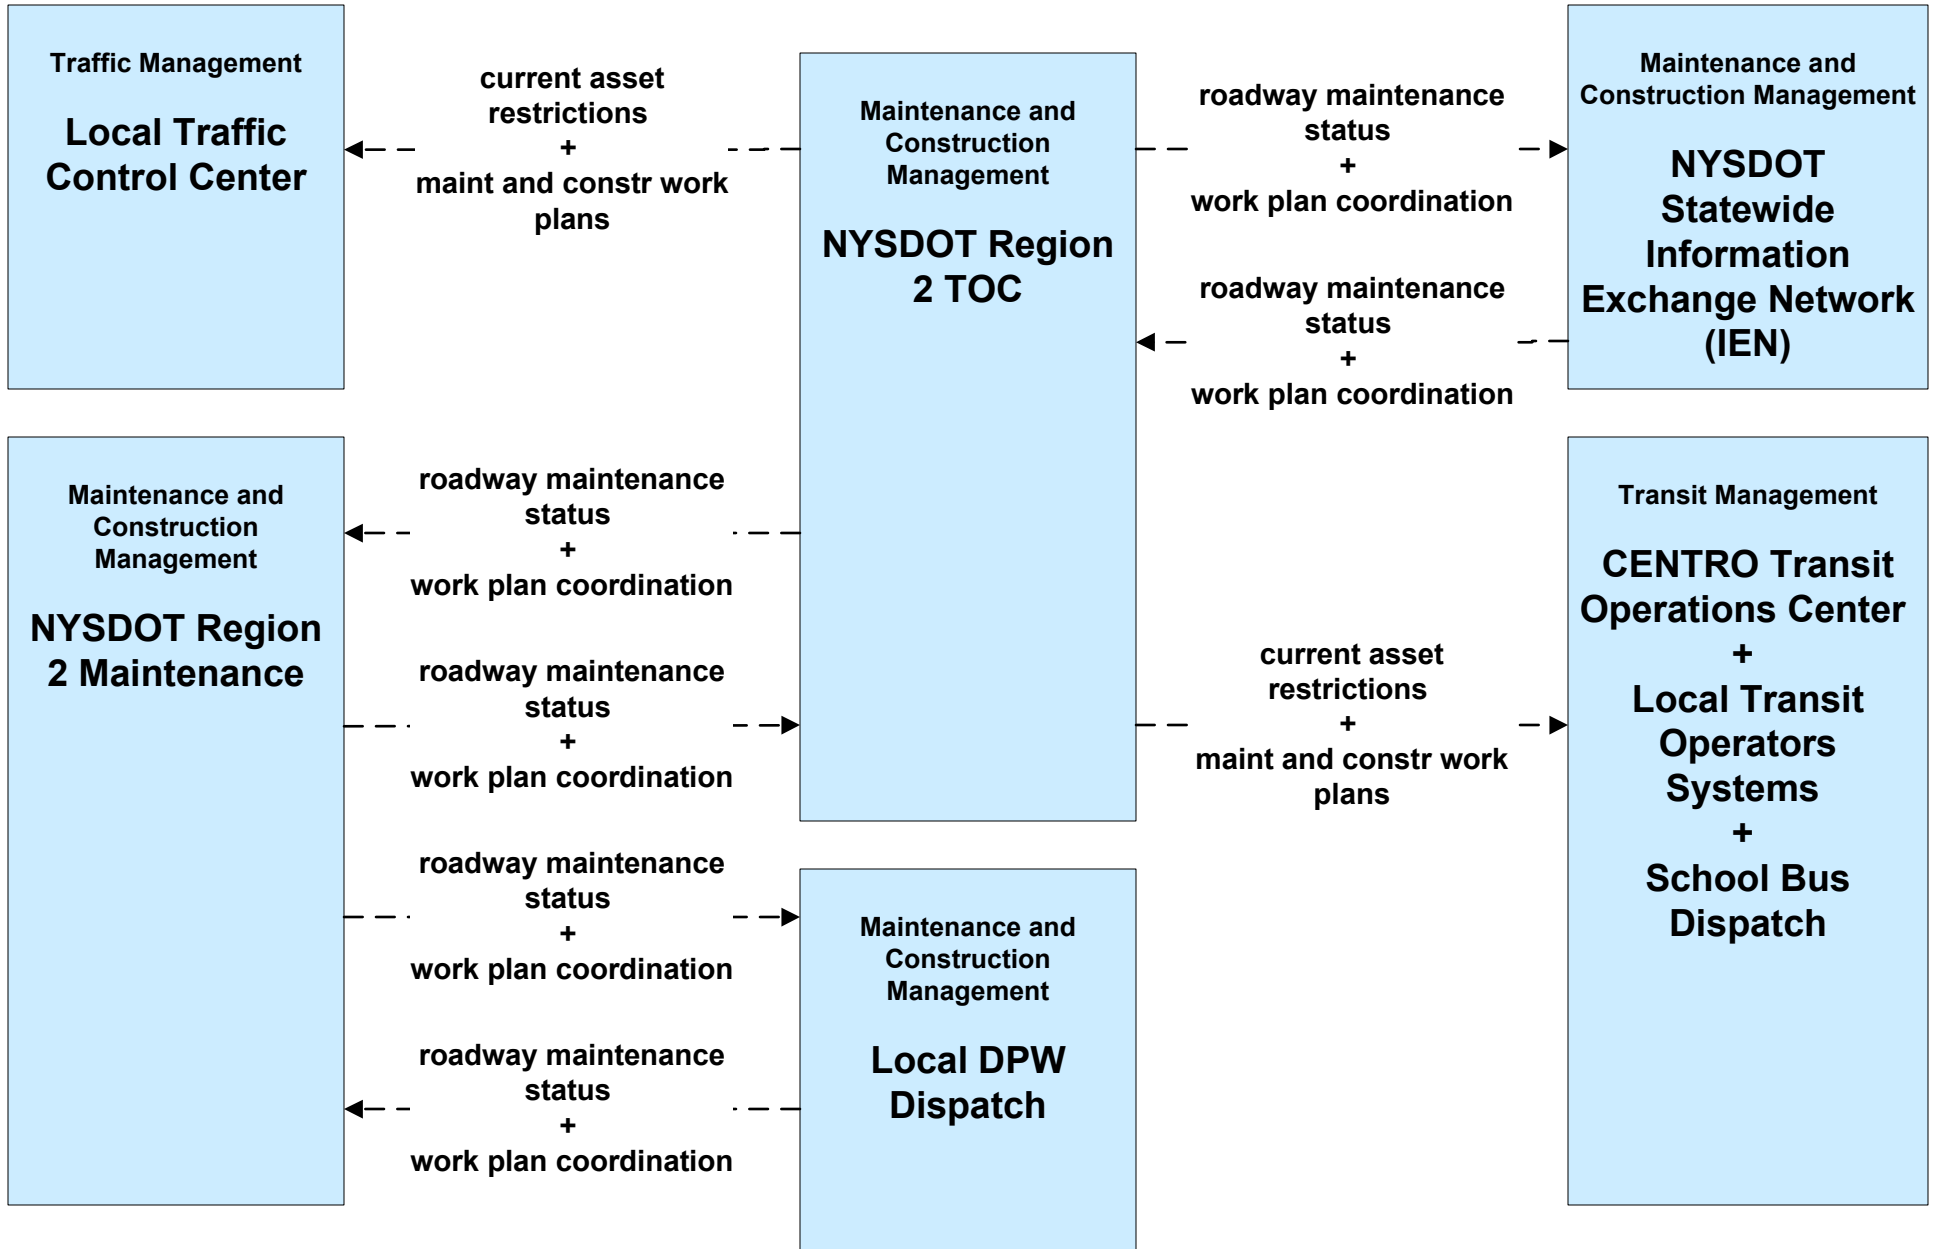 Traffic Management
Local Traffic
Control Center
current asset
restrictions
+
maint and constr work
plans
Maintenance and
Construction
Management
NYSDOT Region
2 TOC
roadway maintenance
status
+
work plan coordination
Maintenance and
Construction Management
NYSDOT
Statewide
Information
Exchange Network
(IEN)
roadway maintenance
status
+
work plan coordination
Maintenance and
Construction
Management
NYSDOT Region
2 Maintenance
roadway maintenance
status
+
work plan coordination
roadway maintenance
status
+
work plan coordination
current asset
restrictions
+
maint and constr work
plans
Transit Management
CENTRO Transit
Operations Center
+
Local Transit
Operators
Systems
+
School Bus
Dispatch
roadway maintenance
status
+
work plan coordination
Maintenance and
Construction
Management
Local DPW
Dispatch
roadway maintenance
status
+
work plan coordination